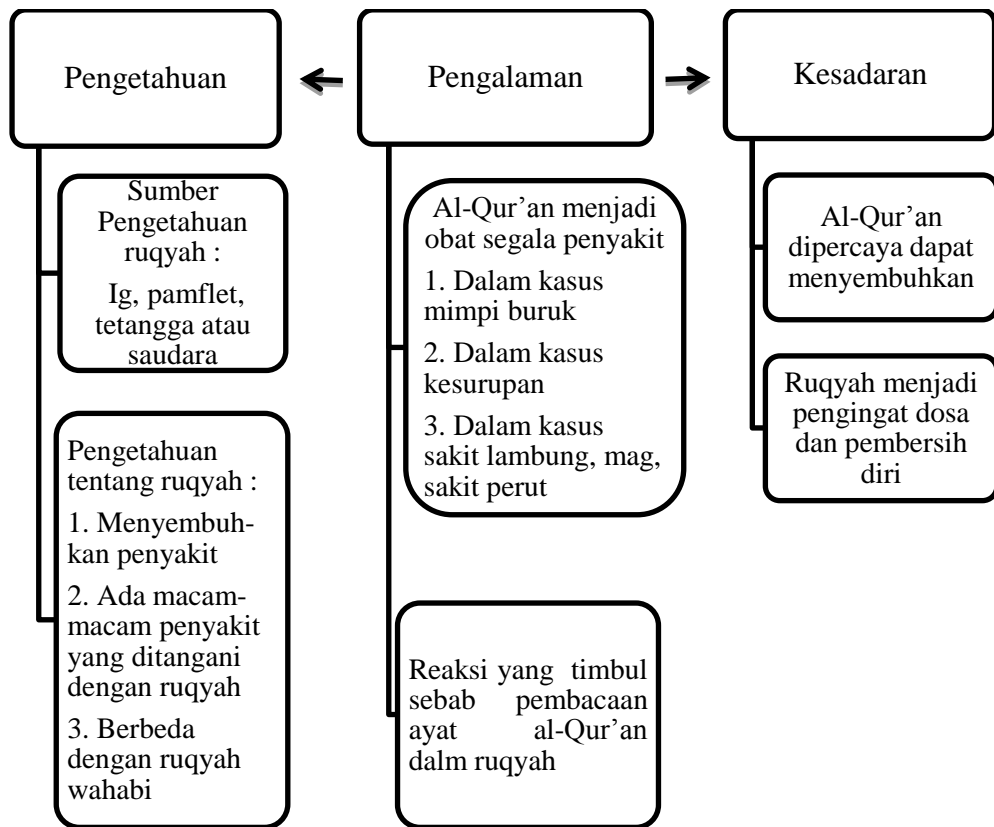 Pengetahuan
Sumber
Pengetahuan
ruqyah :
Ig, pamflet,
tetangga atau
saudara
Pengetahuan
tentang ruqyah :
1. Menyembuh-
kan penyakit
2. Ada macam-
macam penyakit
yang ditangani
dengan ruqyah
3. Berbeda
dengan ruqyah
wahabi
Pengalaman
Al-Qur’an menjadi
obat segala penyakit
1. Dalam kasus
mimpi buruk
2. Dalam kasus
kesurupan
3. Dalam kasus
sakit lambung, mag,
sakit perut
Reaksi yang timbul
sebab pembacaan
ayat al-Qur’an
dalm ruqyah
Kesadaran
Al-Qur’an
dipercaya dapat
menyembuhkan
Ruqyah menjadi
pengingat dosa
dan pembersih
diri